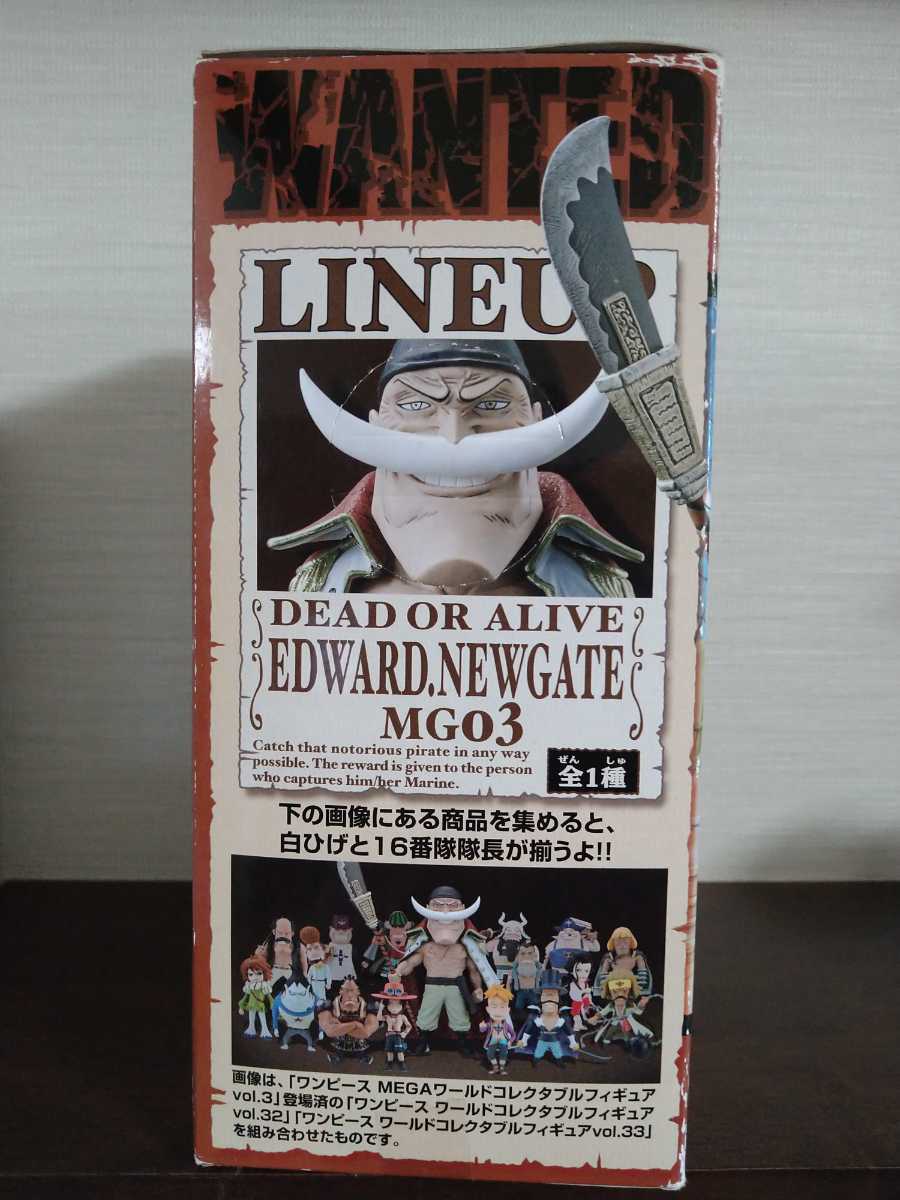 WANTED
LINEUP
DEAD OR ALIVE
EDWARD.NEWGATE
MG03
Catch that notorious pirate in any way
possible. The reward is given to the person
who captures him/her Marine.
ぜん しゅ
全1種
下の画像にある商品を集めると、
白ひげと16番隊隊長が揃うよ!!
画像は、「ワンピース MEGAワールドコレクタブルフィギュア
vol.3」登場済の「ワンピース ワールドコレクタブルフィギュア
vol.32」「ワンピース ワールドコレクタブルフィギュアvol.33」
を組み合わせたものです。